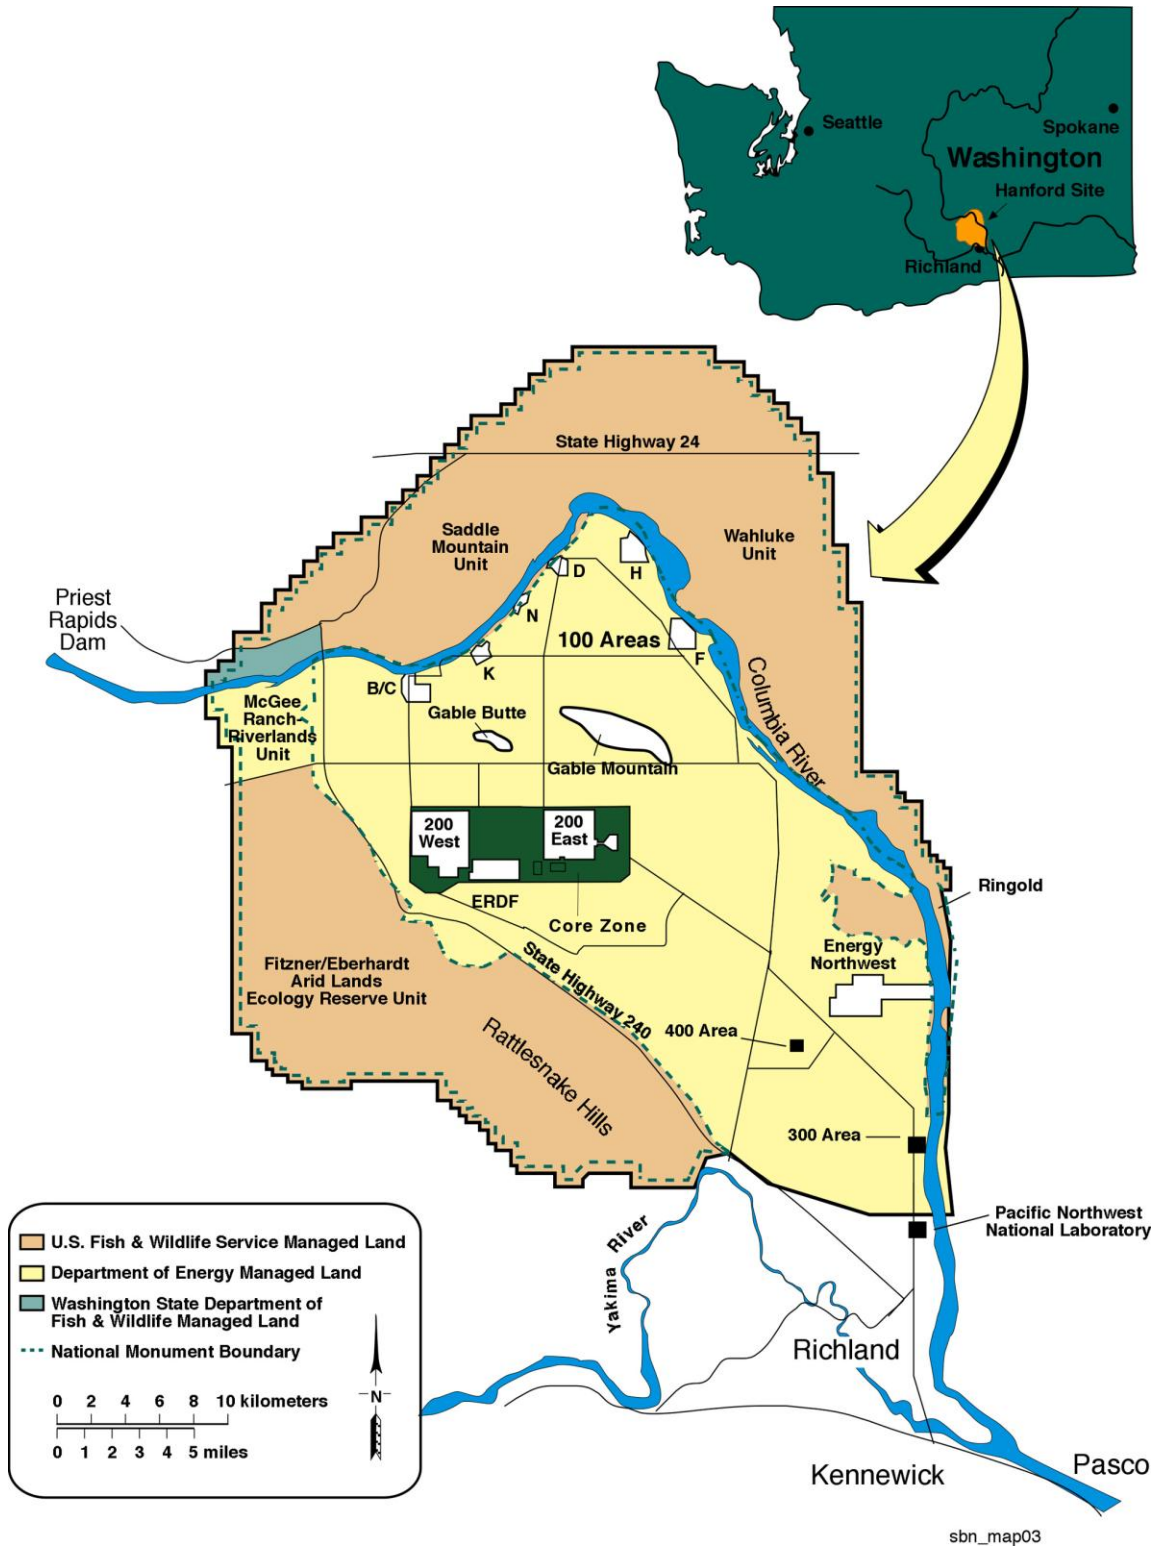 Seattle
Spokane
Washington
Hanford Site
Richland
State Highway 24
Saddle
Mountain
Unit
Wahluke
Unit
Priest
Rapids
Dam
D
H
N
100 Areas
F
K
B/C
McGee
Ranch-
Riverlands
Unit
Gable Butte
Gable Mountain
Columbia River
200
West
200
East
ERDF
Core Zone
Ringold
Energy
Northwest
Fitzner/Eberhardt
Arid Lands
Ecology Reserve Unit
State Highway 240
Rattlesnake Hills
400 Area
300 Area
Pacific Northwest
National Laboratory
Yakima River
Richland
Kennewick
Pasco
U.S. Fish & Wildlife Service Managed Land
Department of Energy Managed Land
Washington State Department of
Fish & Wildlife Managed Land
National Monument Boundary
N
0 2 4 6 8 10 kilometers
0 1 2 3 4 5 miles
sbn_map03